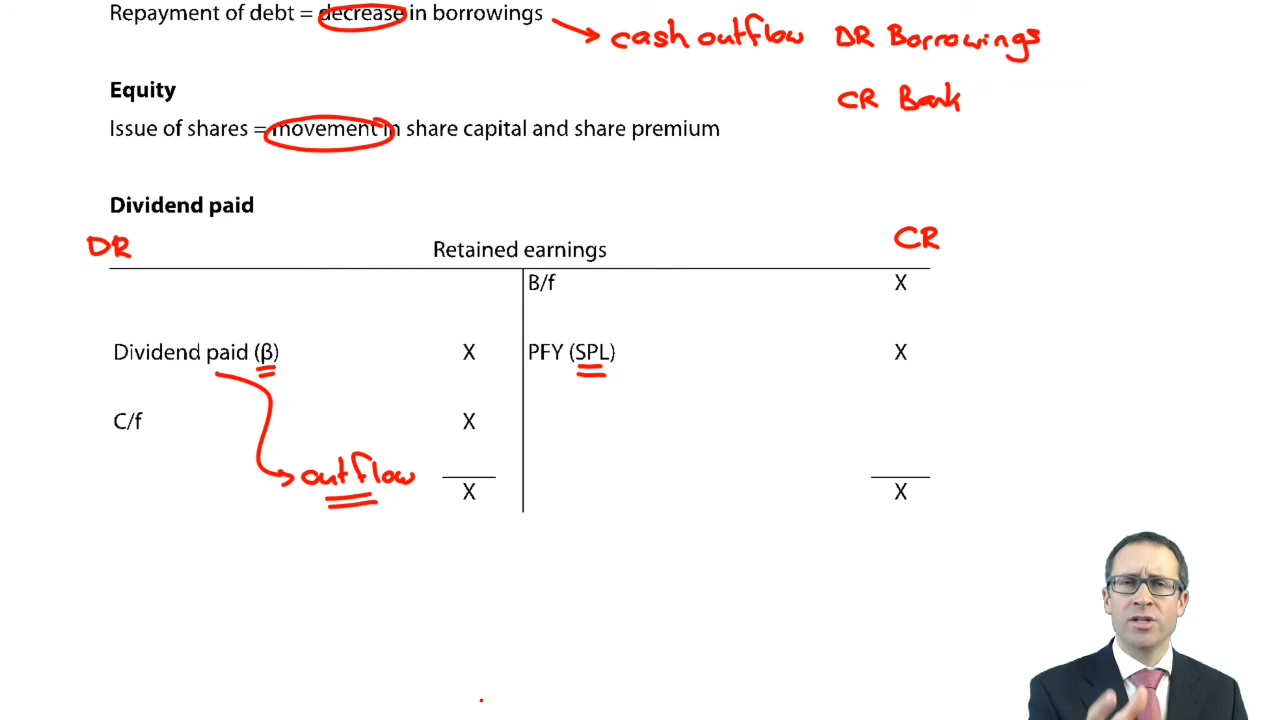 Repayment of debt = decrease in borrowings
cash outflow DR Borrowings
CR Bank
Equity
Issue of shares = movement in share capital and share premium
Dividend paid
DR Retained earnings CR
B/f X
Dividend paid (β) X PFY (SPL) X
C/f X
outflow
X X